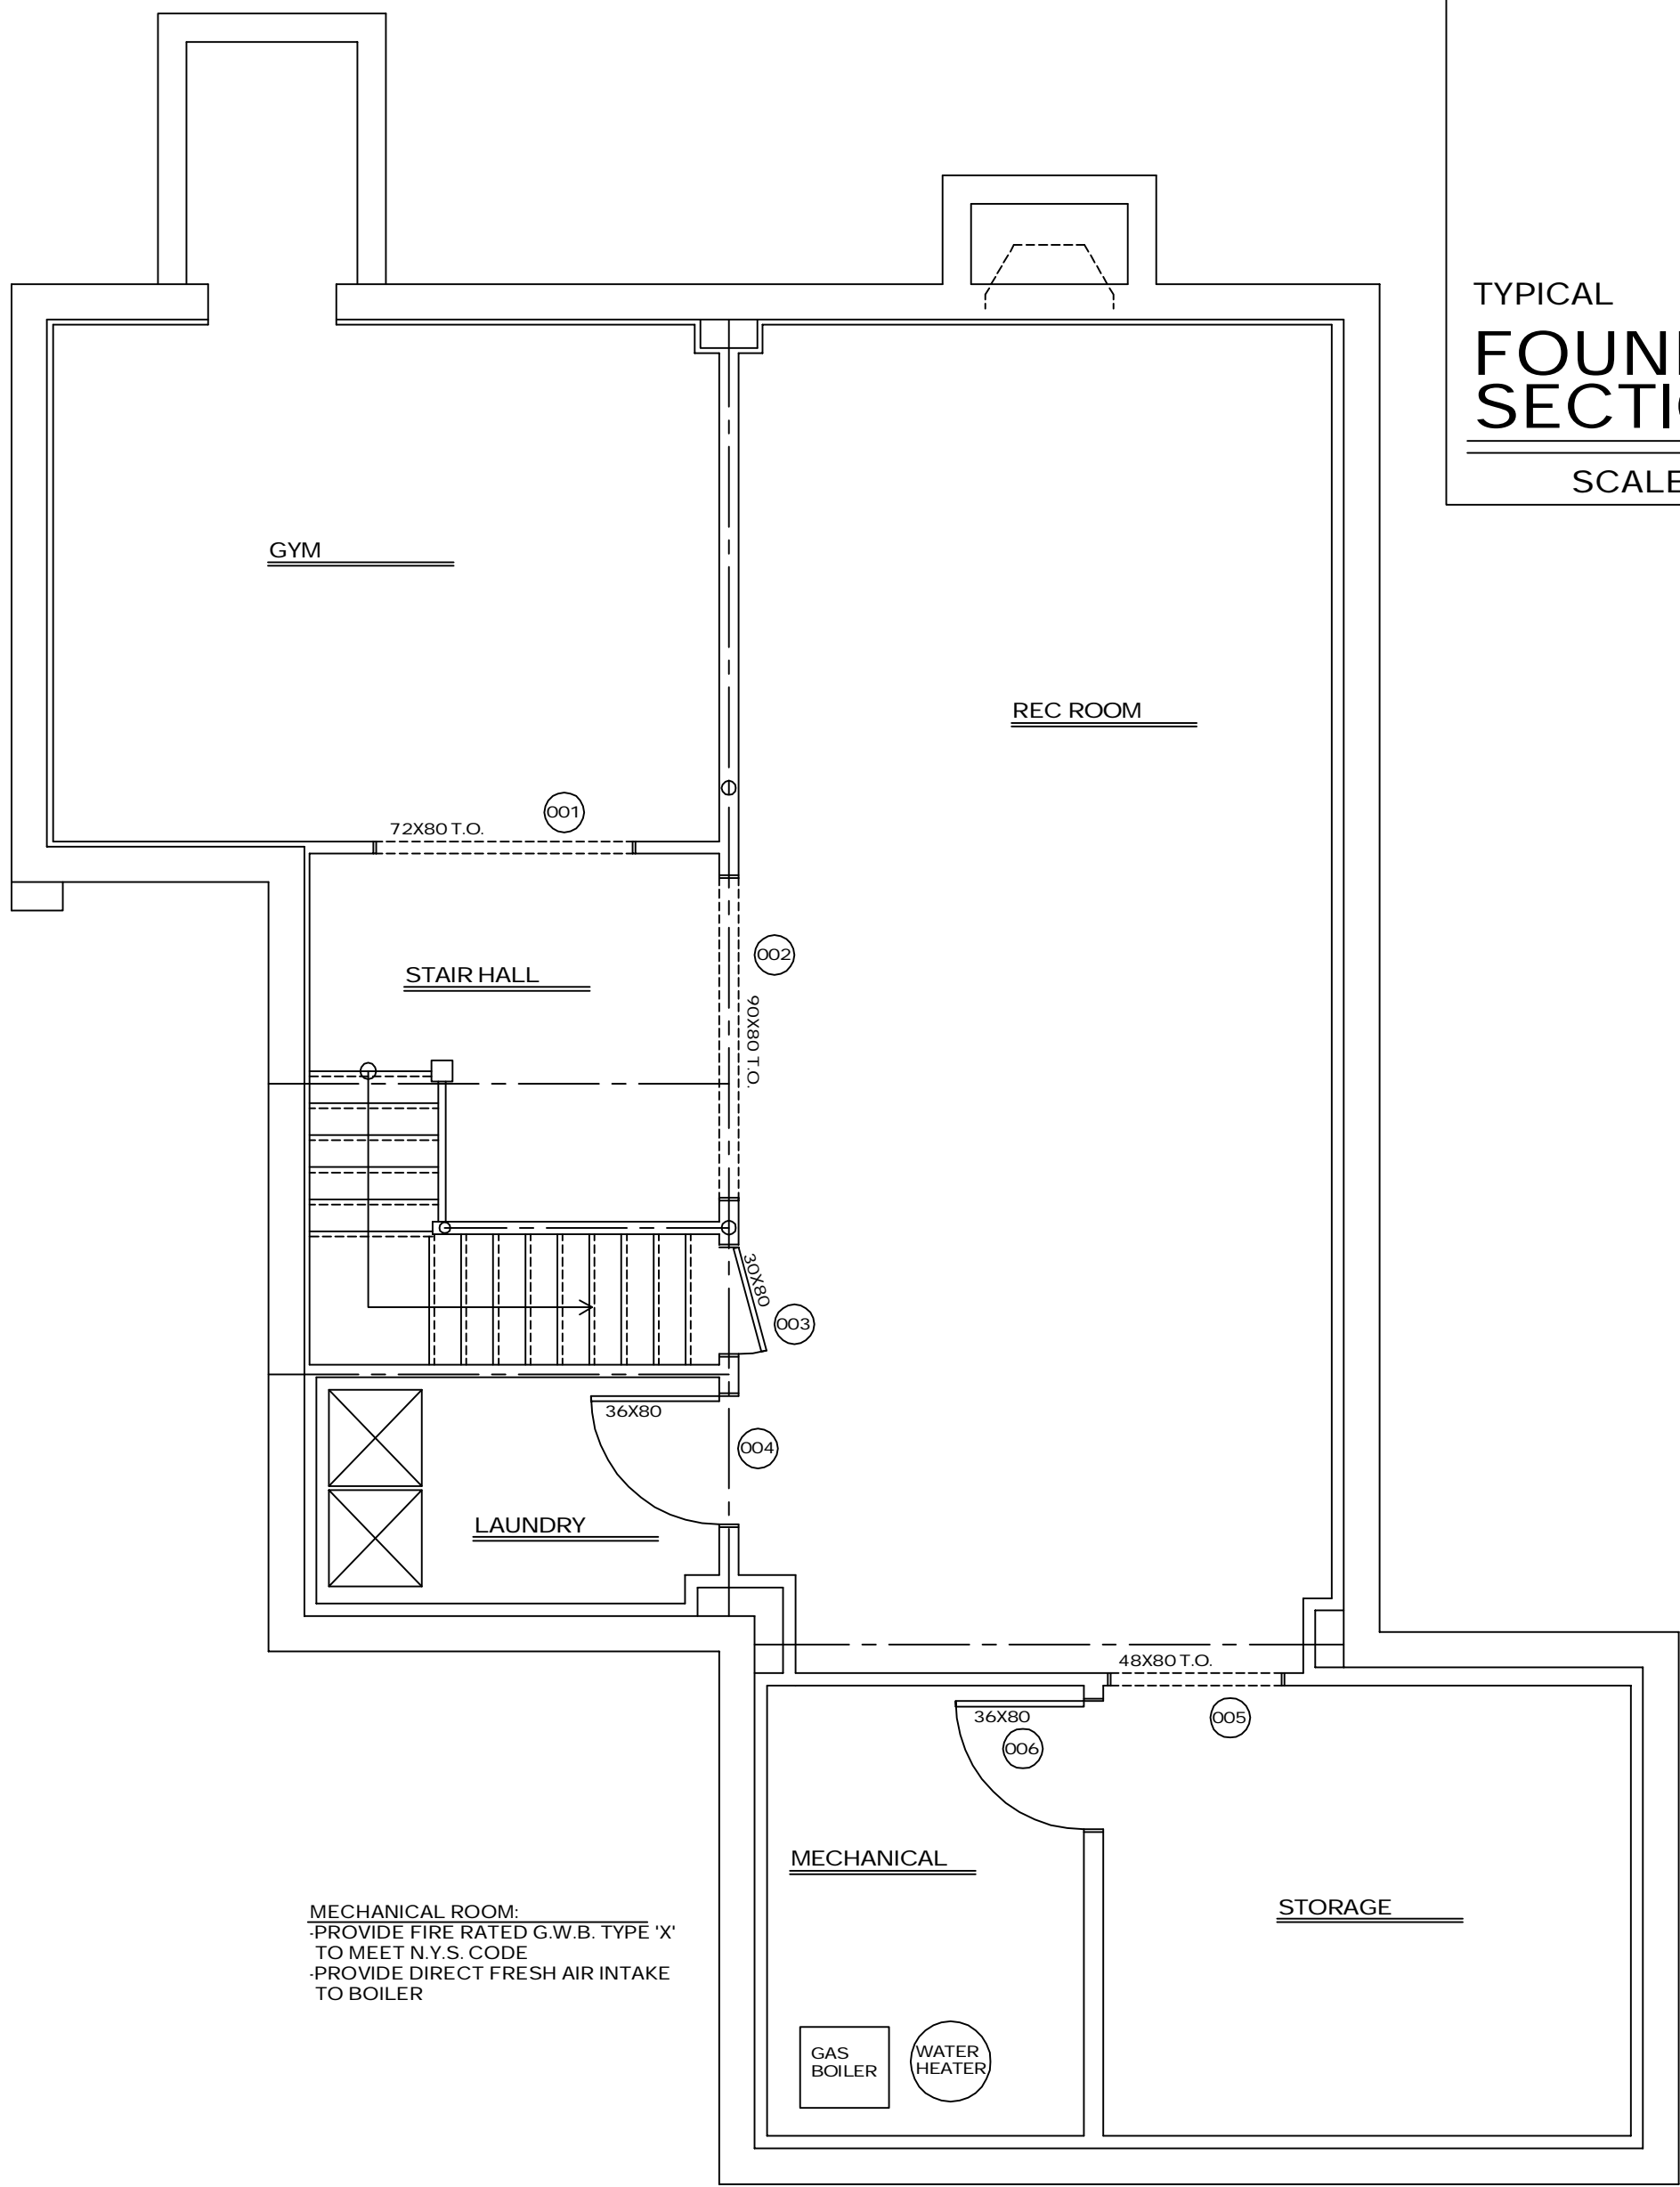 TYPICAL
FOUN
SECTI
SCALE
GYM
REC ROOM
72X80 T.O.
001
002
STAIR HALL
90X80 T.O.
30X80
003
36X80
004
LAUNDRY
48X80 T.O.
36X80
005
006
MECHANICAL
STORAGE
MECHANICAL ROOM:
-PROVIDE FIRE RATED G.W.B. TYPE 'X'
TO MEET N.Y.S. CODE
-PROVIDE DIRECT FRESH AIR INTAKE
TO BOILER
GAS
BOILER
WATER
HEATER